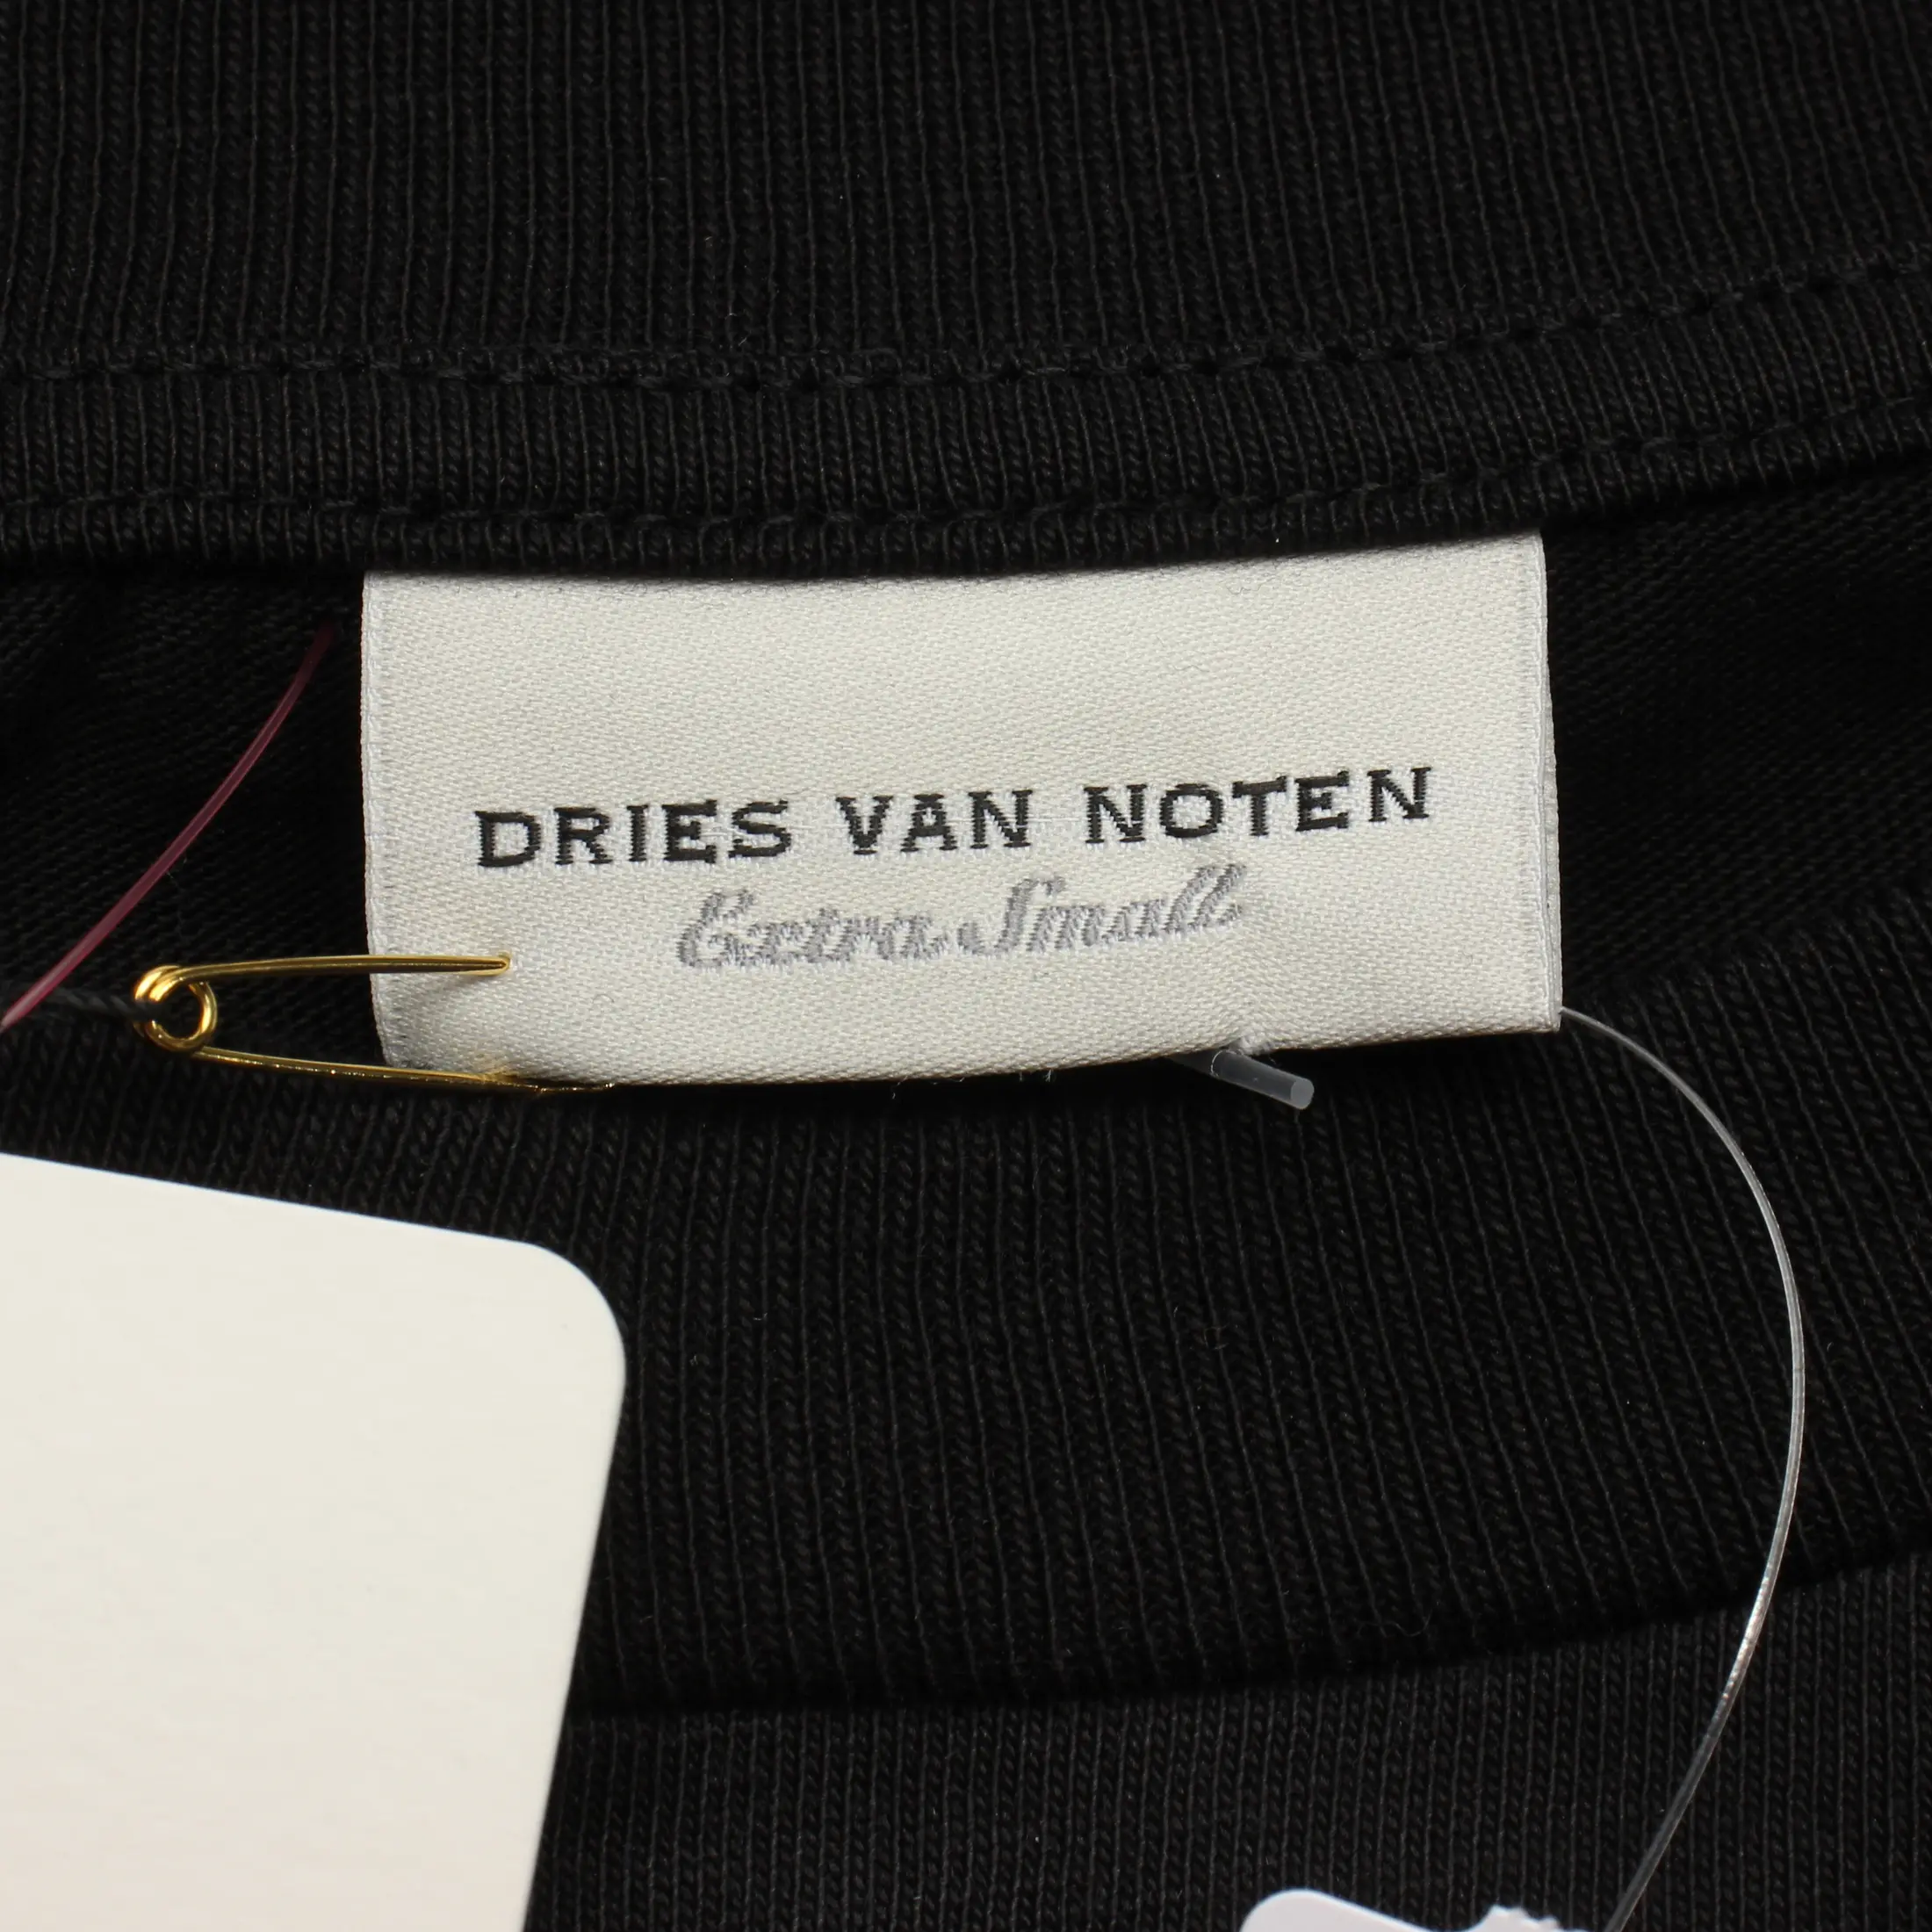 DRIES VAN NOTEN
Extra Small